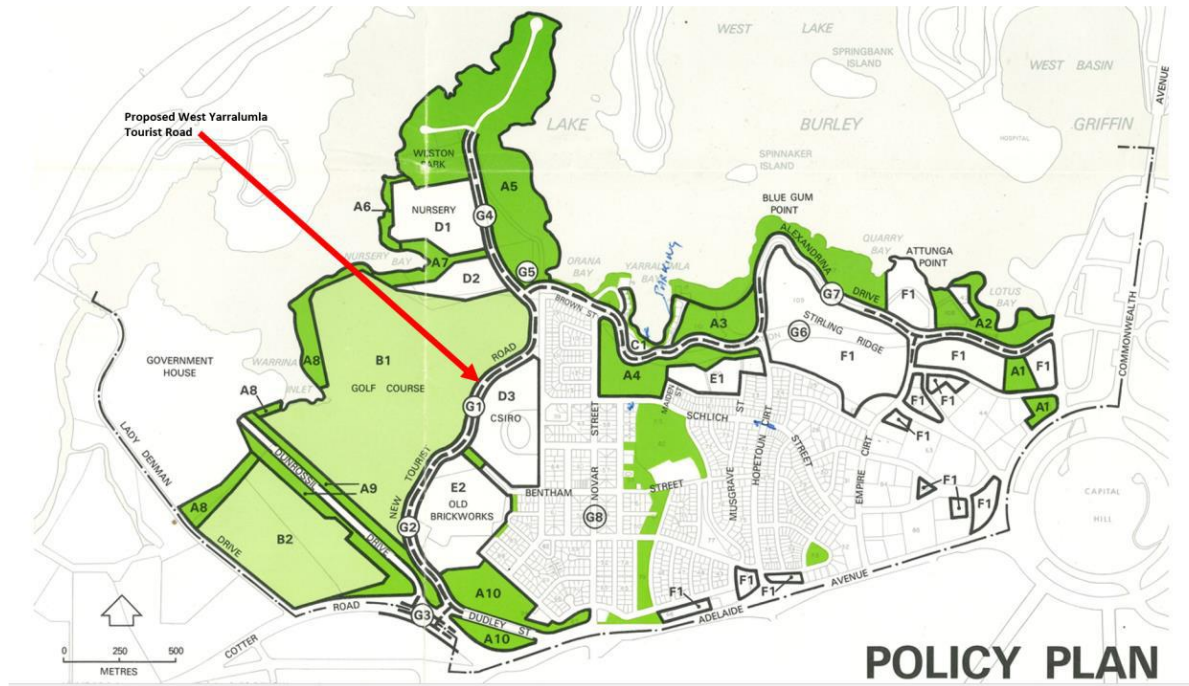 WEST LAKE
SPRINGBANK
ISLAND
WEST BASIN
AVENUE
Proposed West Yarralumla
Tourist Road
LAKE BURLEY GRIFFIN
HOSPITAL
WESTON
PARK
SPINNAKER
ISLAND
A6
NURSERY
D1
G4
A5
BLUE GUM
POINT
NURSERY BAY
A7
D2
G5
ORANA
BAY
YARRALUMLA
BAY
PARKING
ALEXANDRINA
DRIVE
QUARRY
BAY
ATTUNGA
POINT
G7
F1
LOTUS
BAY
A2
COMMONWEALTH
BROWN ST
A3
C1
G6
STIRLING
RIDGE
F1
F1
F1
A1
A1
GOVERNMENT
HOUSE
WARRINA
INLET
A8
B1
GOLF COURSE
ROAD
A8
G1
D3
CSIRO
A4
E1
MAIDEN ST
SCHLICH ST
F1
F1
F1
STREET
NOVAR
MUSGRAVE
HOPETOUN
CIRT
STREET
EMPIRE
CIRT
LADY DENMAN
DRIVE
DUNROSSIL
DRIVE
A9
NEW TOURIST
G2
E2
OLD
BRICKWORKS
BENTHAM
STREET
G8
F1
F1
CAPITAL
HILL
A8
B2
A10
F1
F1
F1
ADELAIDE AVENUE
ROAD
G3
DUDLEY ST
A10
COTTER
0 250 500
METRES
POLICY PLAN